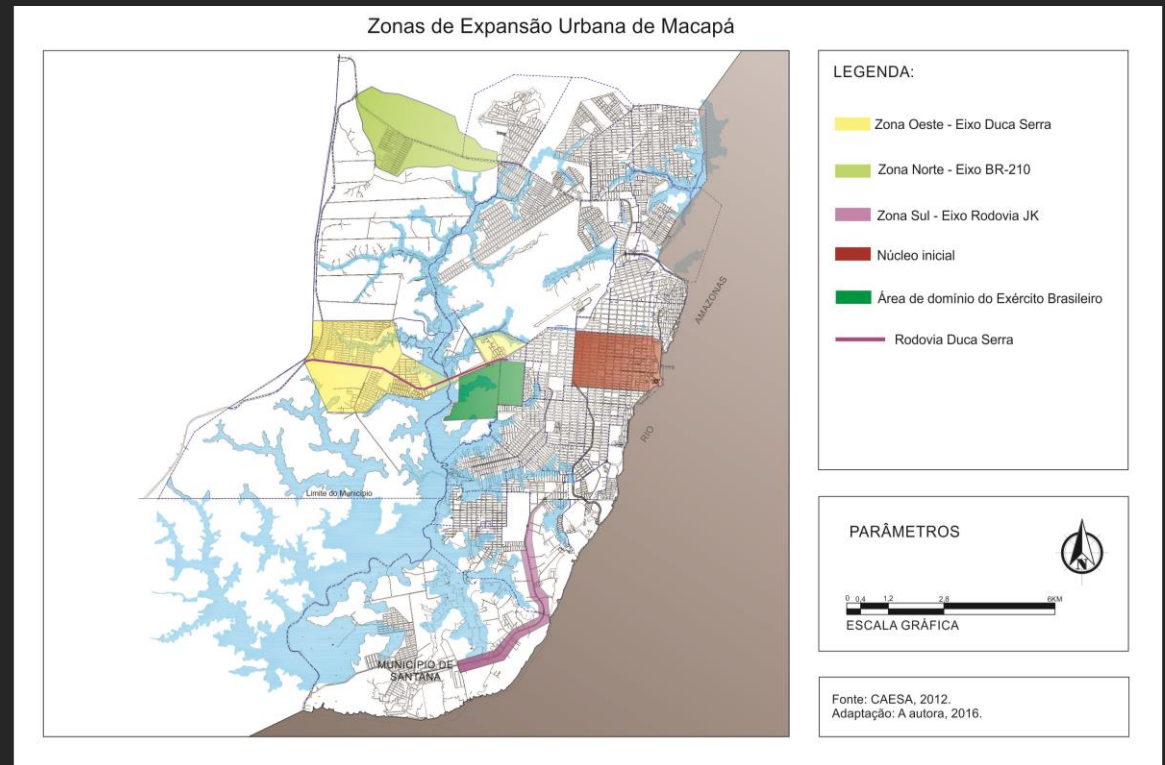 Zonas de Expansão Urbana de Macapá
AMAZONAS
RIO
Limite do Município
MUNICÍPIO DE
SANTANA
LEGENDA:
Zona Oeste - Eixo Duca Serra
Zona Norte - Eixo BR-210
Zona Sul - Eixo Rodovia JK
Núcleo inicial
Área de domínio do Exército Brasileiro
Rodovia Duca Serra
PARÂMETROS
N
0 0,4 1,2 2,8 6KM
ESCALA GRÁFICA
Fonte: CAESA, 2012.
Adaptação: A autora, 2016.